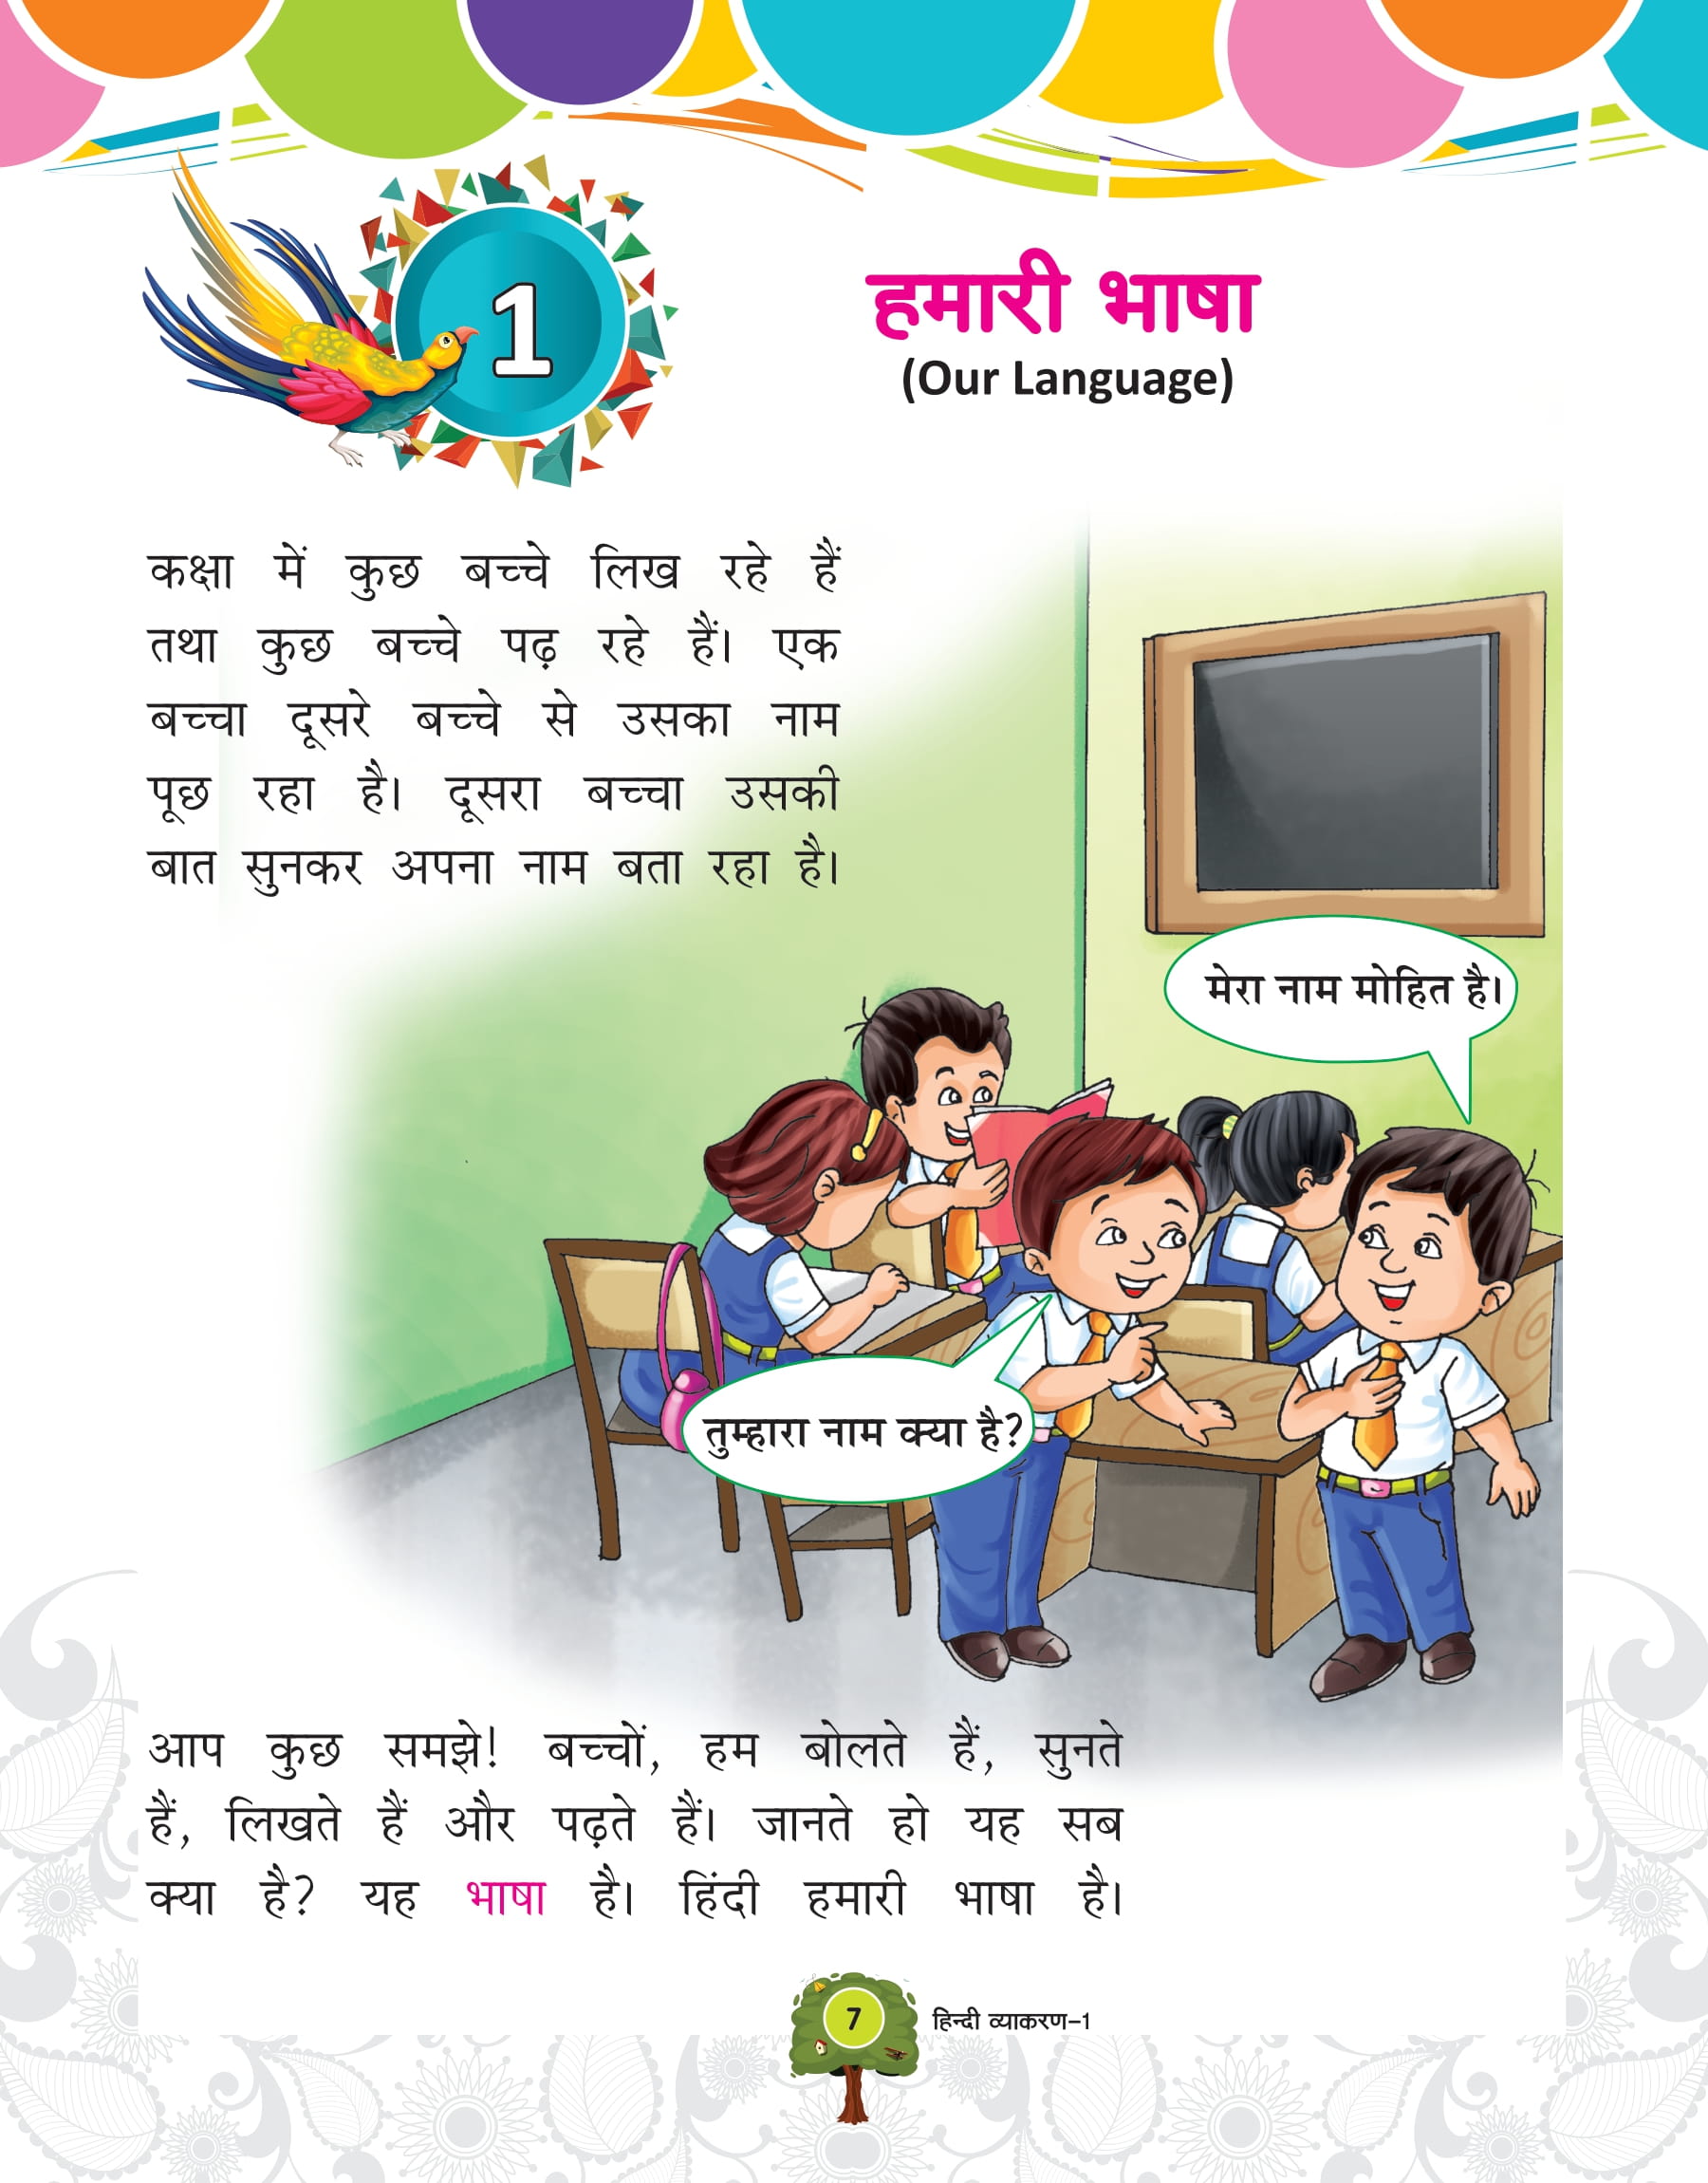 1
हमारी भाषा
(Our Language)
कक्षा में कुछ बच्चे लिख रहे हैं
तथा कुछ बच्चे पढ़ रहे हैं। एक
बच्चा दूसरे बच्चे से उसका नाम
पूछ रहा है। दूसरा बच्चा उसकी
बात सुनकर अपना नाम बता रहा है।
मेरा नाम मोहित है।
तुम्हारा नाम क्या है?
आप कुछ समझे! बच्चों, हम बोलते हैं, सुनते
हैं, लिखते हैं और पढ़ते हैं। जानते हो यह सब
क्या है? यह भाषा है। हिंदी हमारी भाषा है।
7
हिन्दी व्याकरण-1